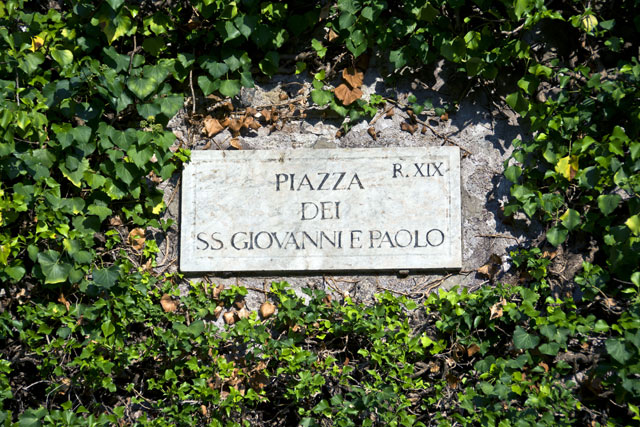 PIAZZA R. XIX
DEI
SS. GIOVANNI E PAOLO